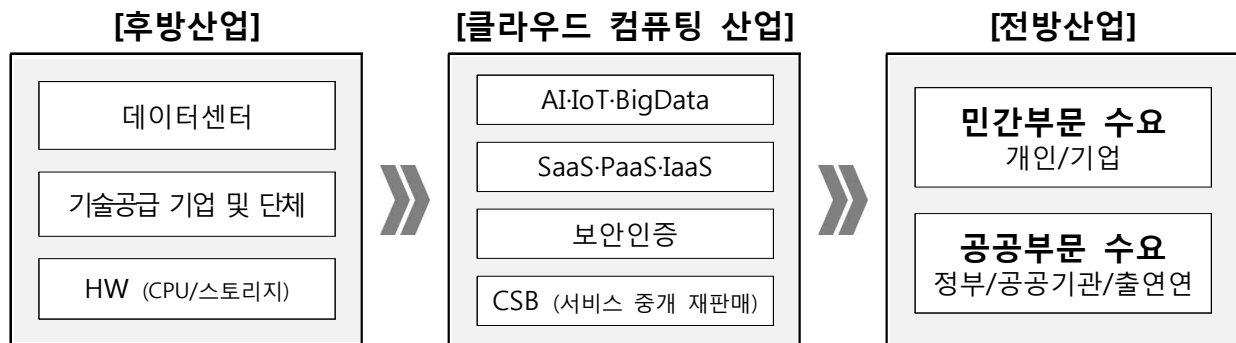 [후방산업]
데이터센터
기술공급 기업 및 단체
HW (CPU/스토리지)
[클라우드 컴퓨팅 산업]
AI·IoT·BigData
SaaS·PaaS·IaaS
보안인증
CSB (서비스 중개 재판매)
[전방산업]
민간부문 수요
개인/기업
공공부문 수요
정부/공공기관/출연연